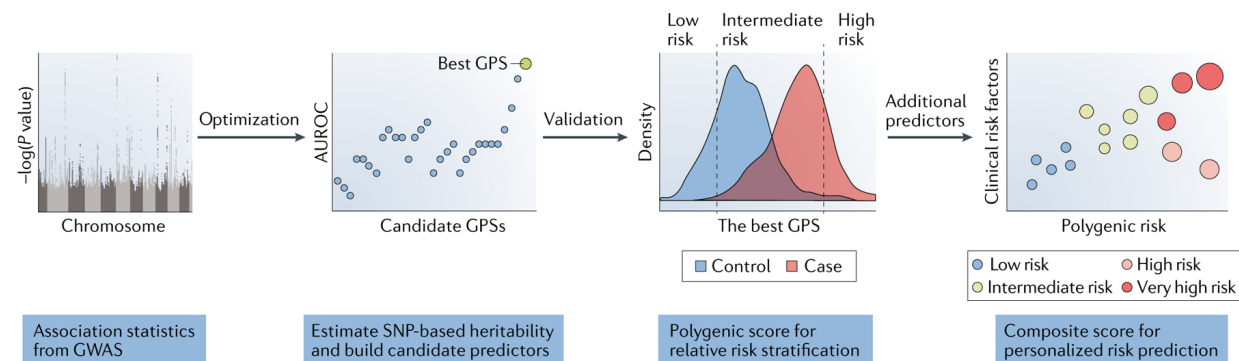 –log(P value)
Chromosome
Optimization
AUROC
Best GPS
Candidate GPSs
Validation
Low
risk
Intermediate
risk
High
risk
Density
The best GPS
Control
Case
Additional
predictors
Clinical risk factors
Polygenic risk
Low risk
High risk
Intermediate risk
Very high risk
Association statistics
from GWAS
Estimate SNP-based heritability
and build candidate predictors
Polygenic score for
relative risk stratification
Composite score for
personalized risk prediction